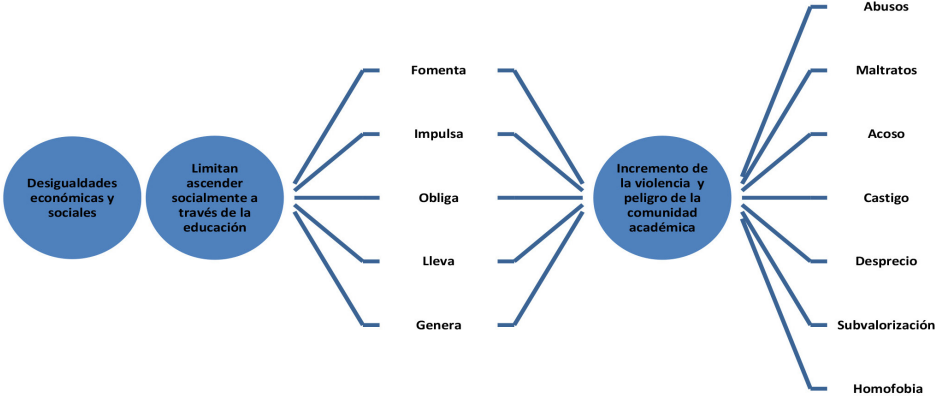 Desigualdades
económicas y
sociales
Limitan
ascender
socialmente a
través de la
educación
Fomenta
Impulsa
Obliga
Lleva
Genera
Incremento de
la violencia y
peligro de la
comunidad
académica
Abusos
Maltratos
Acoso
Castigo
Desprecio
Subvalorización
Homofobia